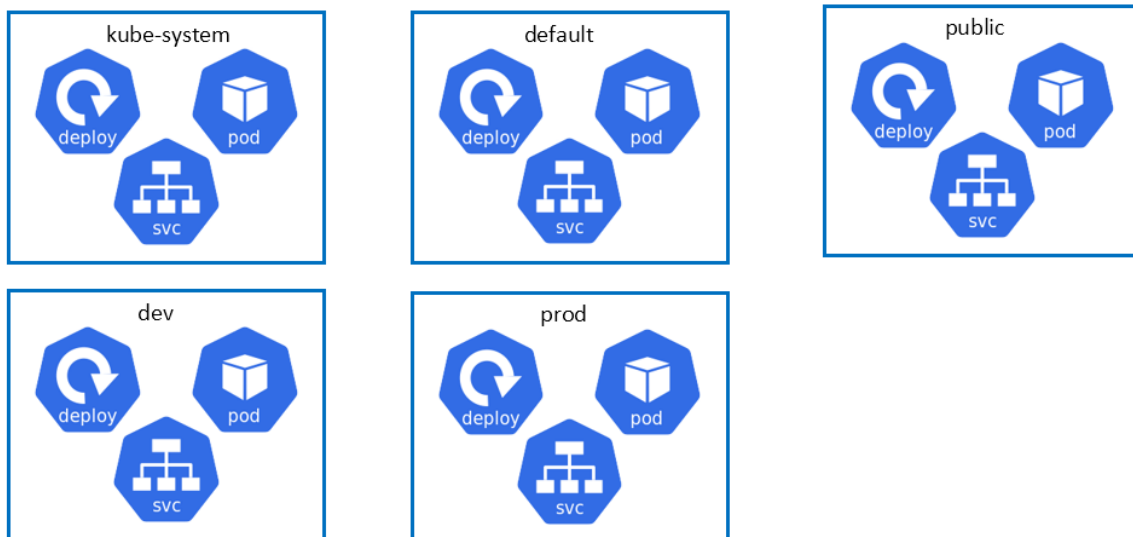 kube-system
deploy
pod
svc
default
deploy
pod
svc
public
deploy
pod
svc
dev
deploy
pod
svc
prod
deploy
pod
svc